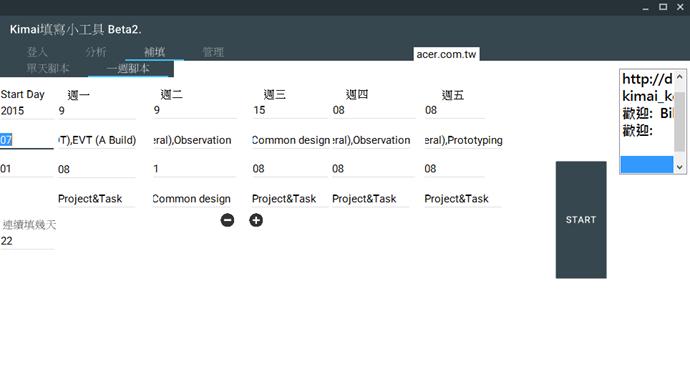 Kimai填寫小工具 Beta2.
登入 分析 補填 管理
acer.com.tw
單天腳本 一週腳本
Start Day 週一 週二 週三 週四 週五
2015 9 9 15 08 08
07 T),EVT (A Build) eral),Observation Common design eral),Observation eral),Prototyping
01 08 1 08 08 08
Project&Task Common design Project&Task Project&Task Project&Task
連續填幾天
22
START
http://d
kimai_k
歡迎: Bil
歡迎: